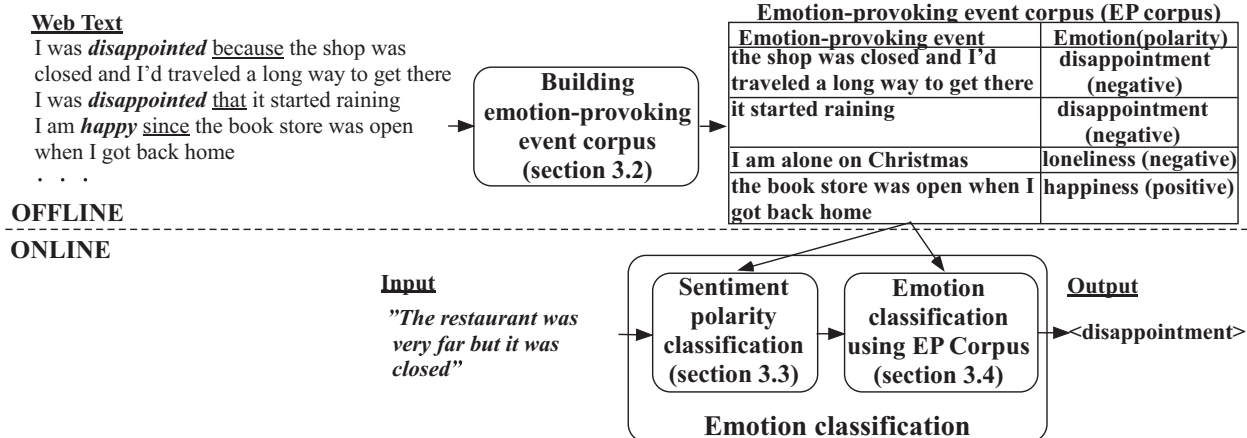 Web Text
I was disappointed because the shop was
closed and I'd traveled a long way to get there
I was disappointed that it started raining
I am happy since the book store was open
when I got back home
. . .
OFFLINE
Building
emotion-provoking
event corpus
(section 3.2)
Emotion-provoking event corpus (EP corpus)
Emotion-provoking event
Emotion(polarity)
the shop was closed and I'd
traveled a long way to get there
disappointment
(negative)
it started raining
disappointment
(negative)
I am alone on Christmas
loneliness (negative)
the book store was open when I
got back home
happiness (positive)
ONLINE
Input
"The restaurant was
very far but it was
closed"
Sentiment
polarity
classification
(section 3.3)
Emotion
classification
using EP Corpus
(section 3.4)
Emotion classification
Output
<disappointment>